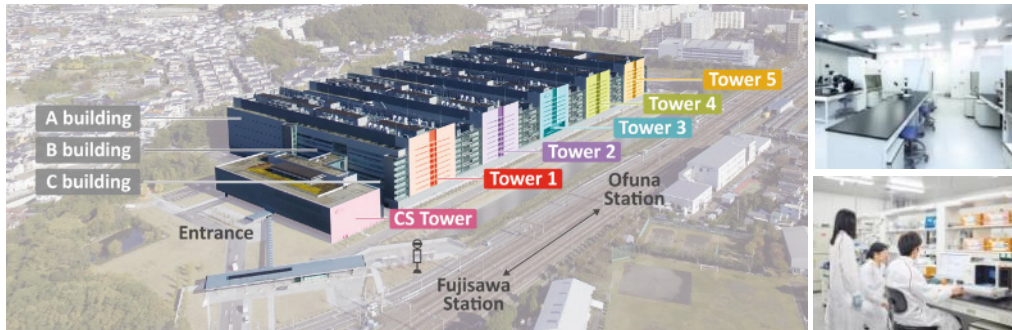 A building
B building
C building
Entrance
CS Tower
Tower 1
Tower 2
Tower 3
Tower 4
Tower 5
Ofuna
Station
Fujisawa
Station